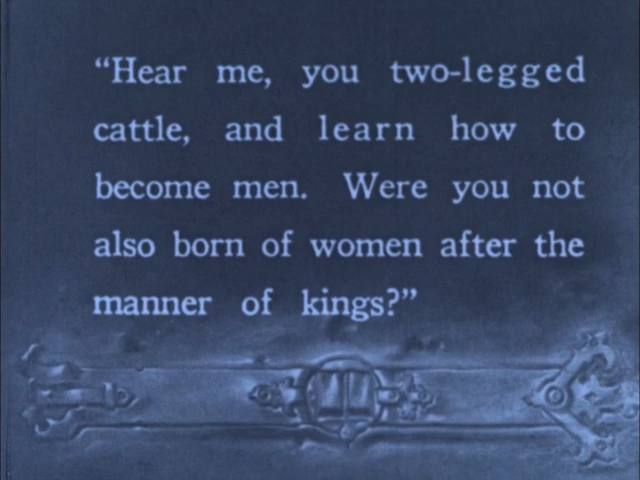 “Hear me, you two-legged
cattle, and learn how to
become men. Were you not
also born of women after the
manner of kings?”